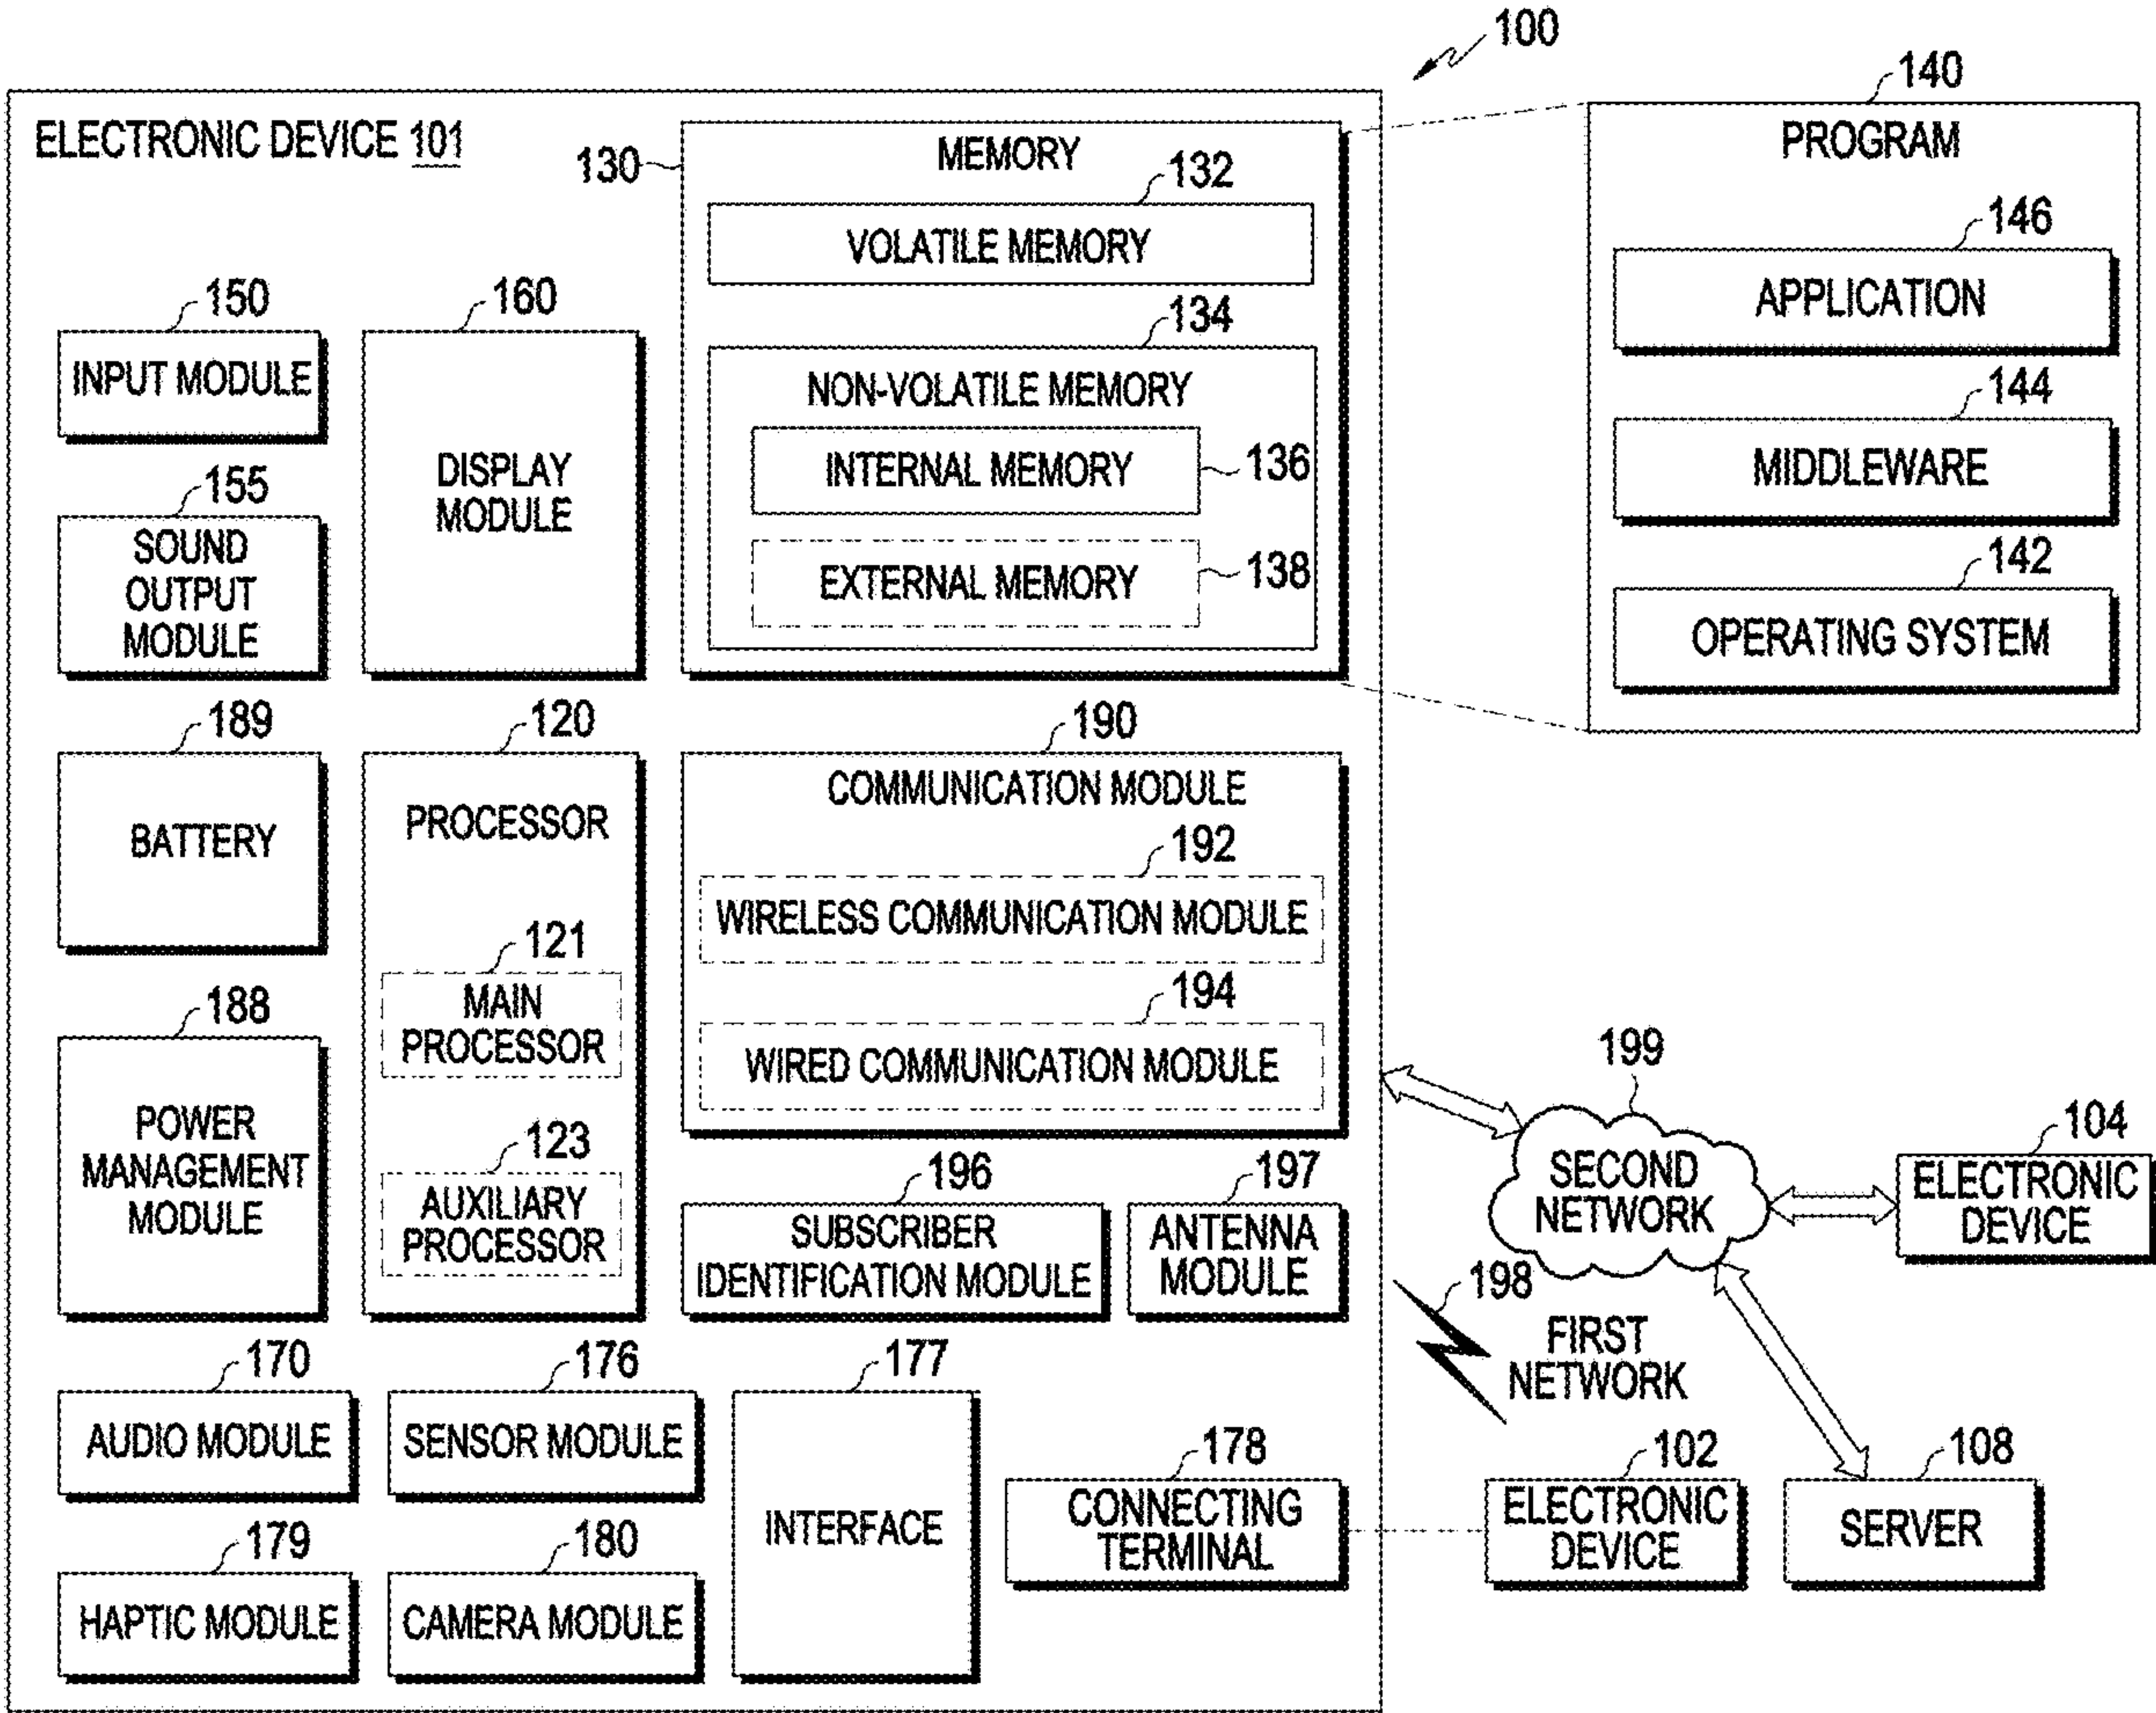 100
ELECTRONIC DEVICE 101
130
MEMORY
132
VOLATILE MEMORY
134
NON-VOLATILE MEMORY
INTERNAL MEMORY
136
EXTERNAL MEMORY
138
140
PROGRAM
146
APPLICATION
144
MIDDLEWARE
142
OPERATING SYSTEM
150
INPUT MODULE
160
DISPLAY
MODULE
155
SOUND
OUTPUT
MODULE
189
BATTERY
120
PROCESSOR
121
MAIN
PROCESSOR
123
AUXILIARY
PROCESSOR
190
COMMUNICATION MODULE
192
WIRELESS COMMUNICATION MODULE
194
WIRED COMMUNICATION MODULE
188
POWER
MANAGEMENT
MODULE
196
SUBSCRIBER
IDENTIFICATION MODULE
197
ANTENNA
MODULE
199
SECOND
NETWORK
104
ELECTRONIC
DEVICE
198
FIRST
NETWORK
170
AUDIO MODULE
176
SENSOR MODULE
177
INTERFACE
178
CONNECTING
TERMINAL
102
ELECTRONIC
DEVICE
108
SERVER
179
HAPTIC MODULE
180
CAMERA MODULE